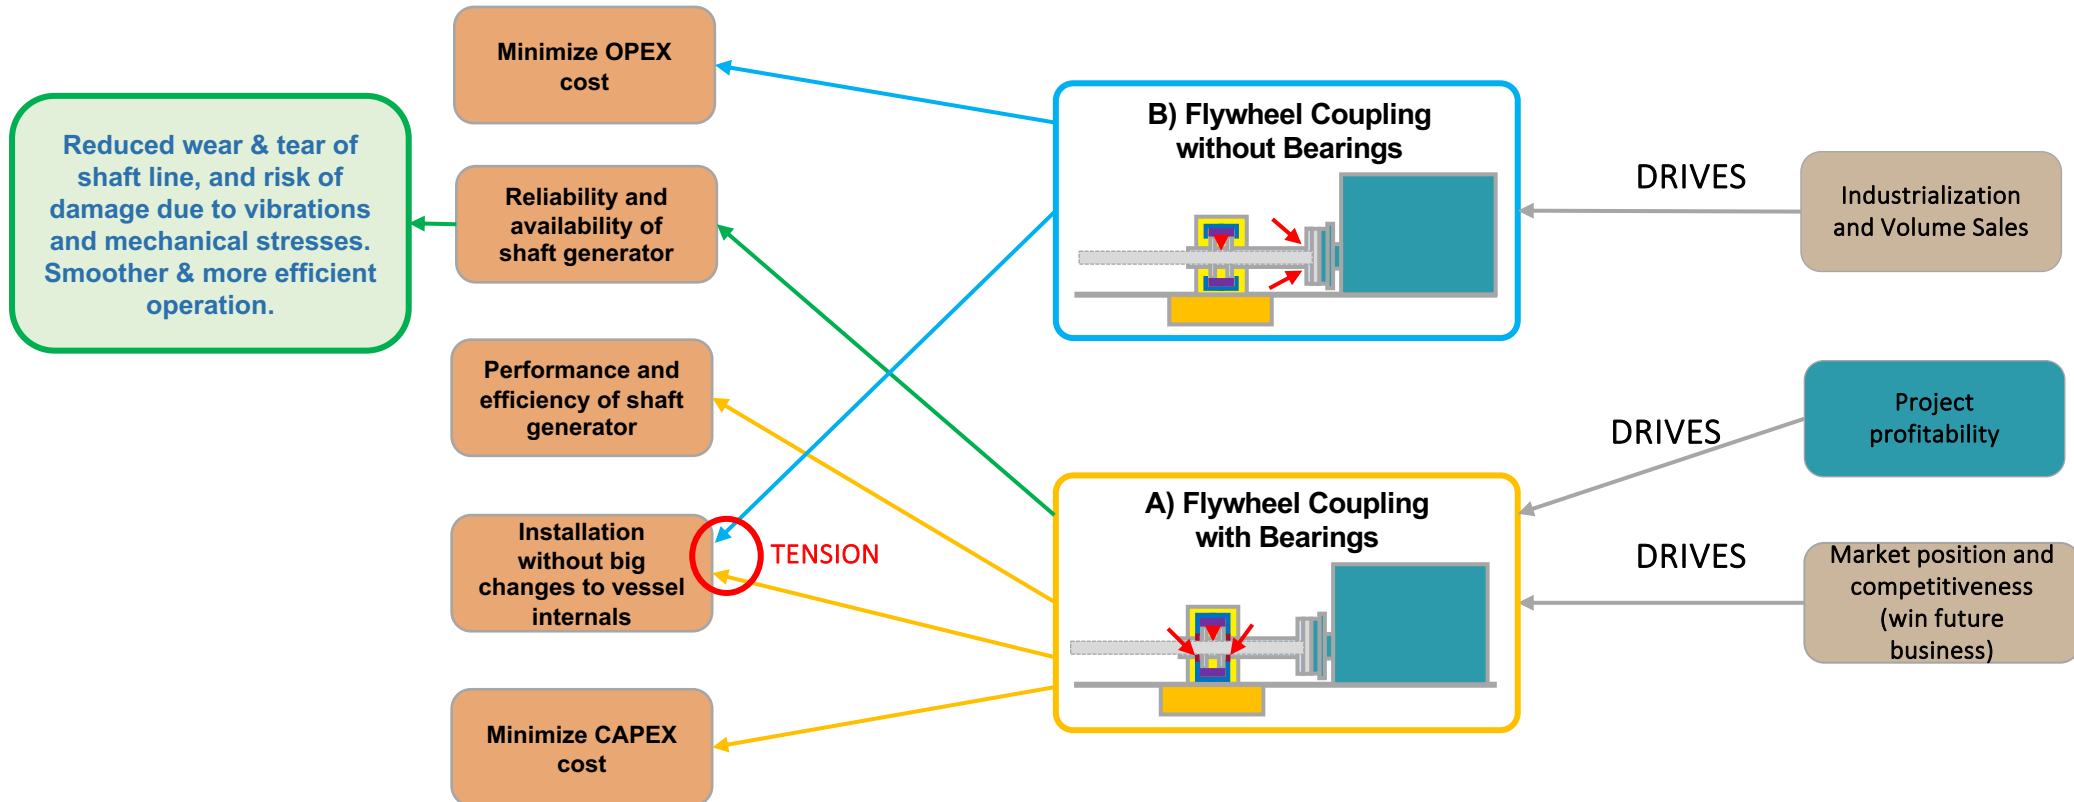 Minimize OPEX
cost
Reduced wear & tear of
shaft line, and risk of
damage due to vibrations
and mechanical stresses.
Smoother & more efficient
operation.
Reliability and
availability of
shaft generator
Performance and
efficiency of shaft
generator
Installation
without big
changes to vessel
internals
TENSION
Minimize CAPEX
cost
B) Flywheel Coupling
without Bearings
A) Flywheel Coupling
with Bearings
DRIVES
Industrialization
and Volume Sales
DRIVES
Project
profitability
DRIVES
Market position and
competitiveness
(win future
business)